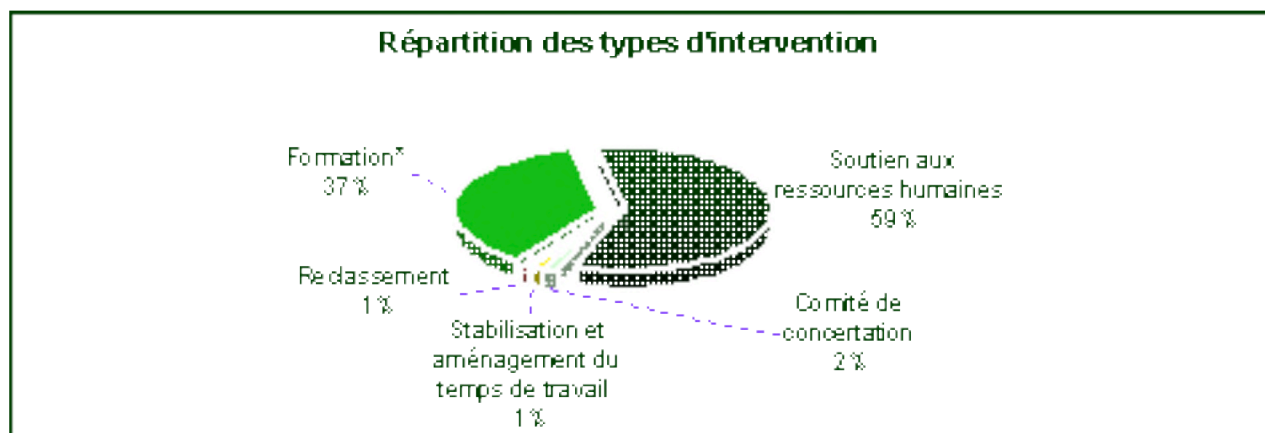 Répartition des types d'intervention
Formation*
37 %
Soutien aux
ressources humaines
59 %
Reclassement
1 %
Stabilisation et
aménagement du
temps de travail
1 %
Comité de
concertation
2 %